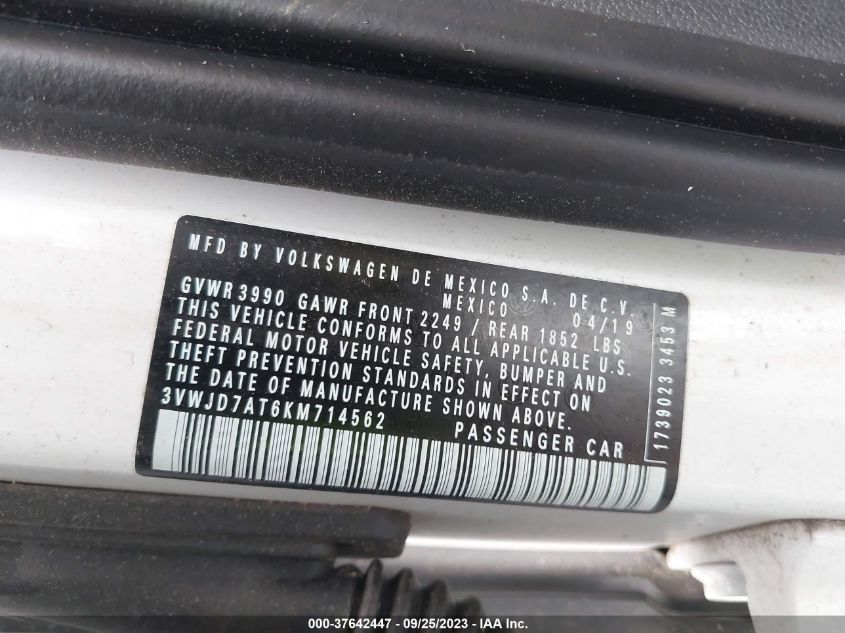 MFD BY VOLKSWAGEN DE MEXICO S.A. DE C.V.
MEXICO 04/19
GVWR 3990 GAWR FRONT 2249 / REAR 1852 LBS
THIS VEHICLE CONFORMS TO ALL APPLICABLE U.S.
FEDERAL MOTOR VEHICLE SAFETY, BUMPER AND
THEFT PREVENTION STANDARDS IN EFFECT ON
THE DATE OF MANUFACTURE SHOWN ABOVE.
3VWJD7AT6KM714562 PASSENGER CAR
1739023 3453 M
000-37642447 - 09/25/2023 - IAA Inc.